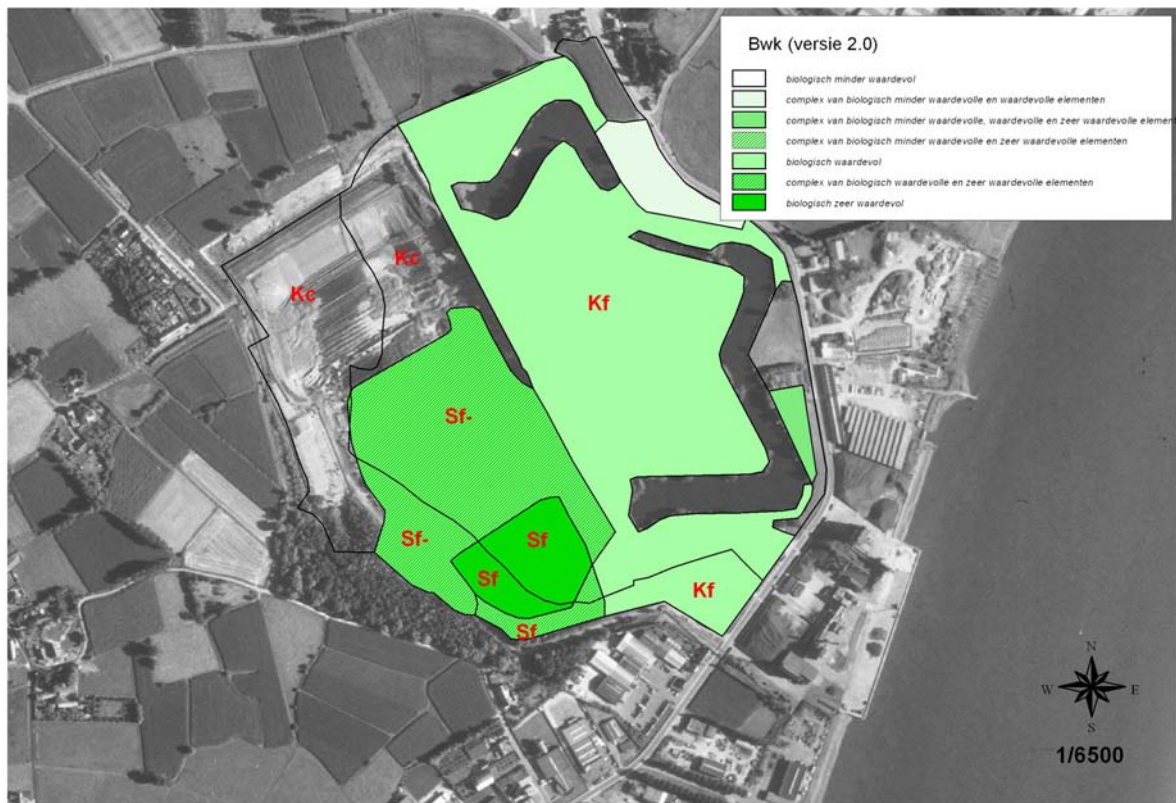 Bwk (versie 2.0)
biologisch minder waardevol
complex van biologisch minder waardevolle en waardevolle elementen
complex van biologisch minder waardevolle, waardevolle en zeer waardevolle element
complex van biologisch minder waardevolle en zeer waardevolle elementen
biologisch waardevol
complex van biologisch waardevolle en zeer waardevolle elementen
biologisch zeer waardevol
Kc
Kc
Kf
Sf-
Sf-
Sf
Sf
Kf
Sf
N
W
E
S
1/6500